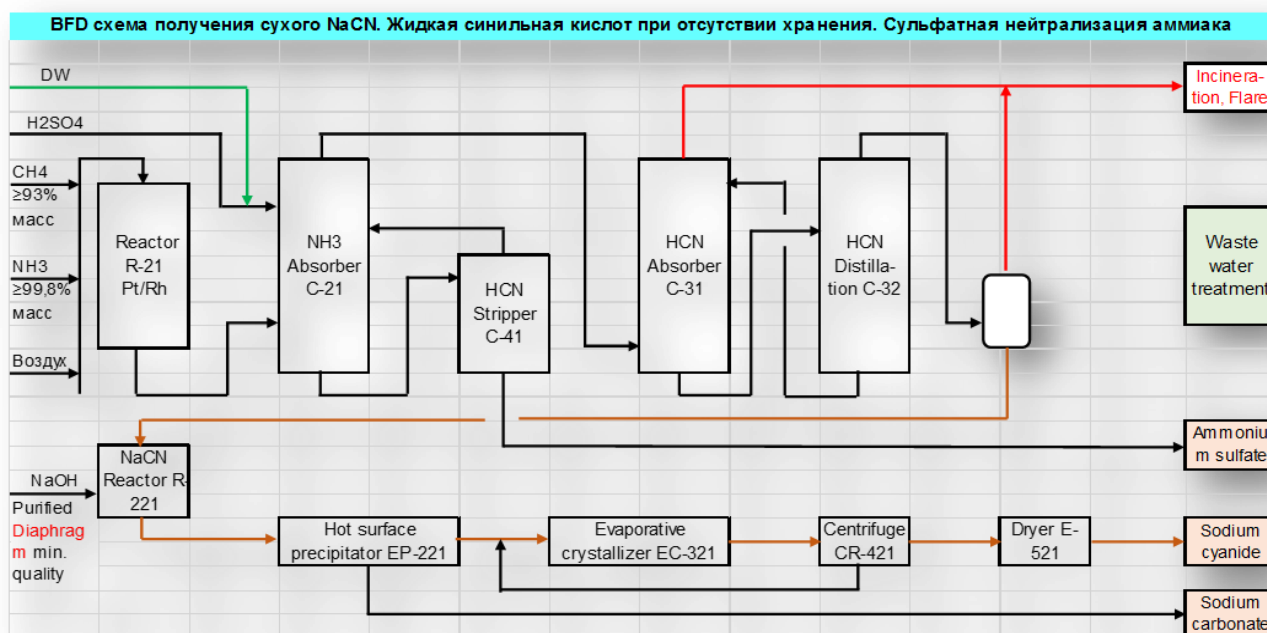 BFD схема получения сухого NaCN. Жидкая синильная кислот при отсутствии хранения. Сульфатная нейтрализация аммиака
DW
H2SO4
CH4
≥93%
масс
NH3
≥99,8%
масс
Воздух
Reactor
R-21
Pt/Rh
NH3
Absorber
C-21
HCN
Stripper
C-41
HCN
Absorber
C-31
HCN
Distilla-
tion C-32
Incinera-
tion, Flare
Waste
water
treatment
Ammoniu
m sulfate
NaOH
Purified
Diaphrag
m min.
quality
NaCN
Reactor R-
221
Hot surface
precipitator EP-221
Evaporative
crystallizer EC-321
Centrifuge
CR-421
Dryer E-
521
Sodium
cyanide
Sodium
carbonate